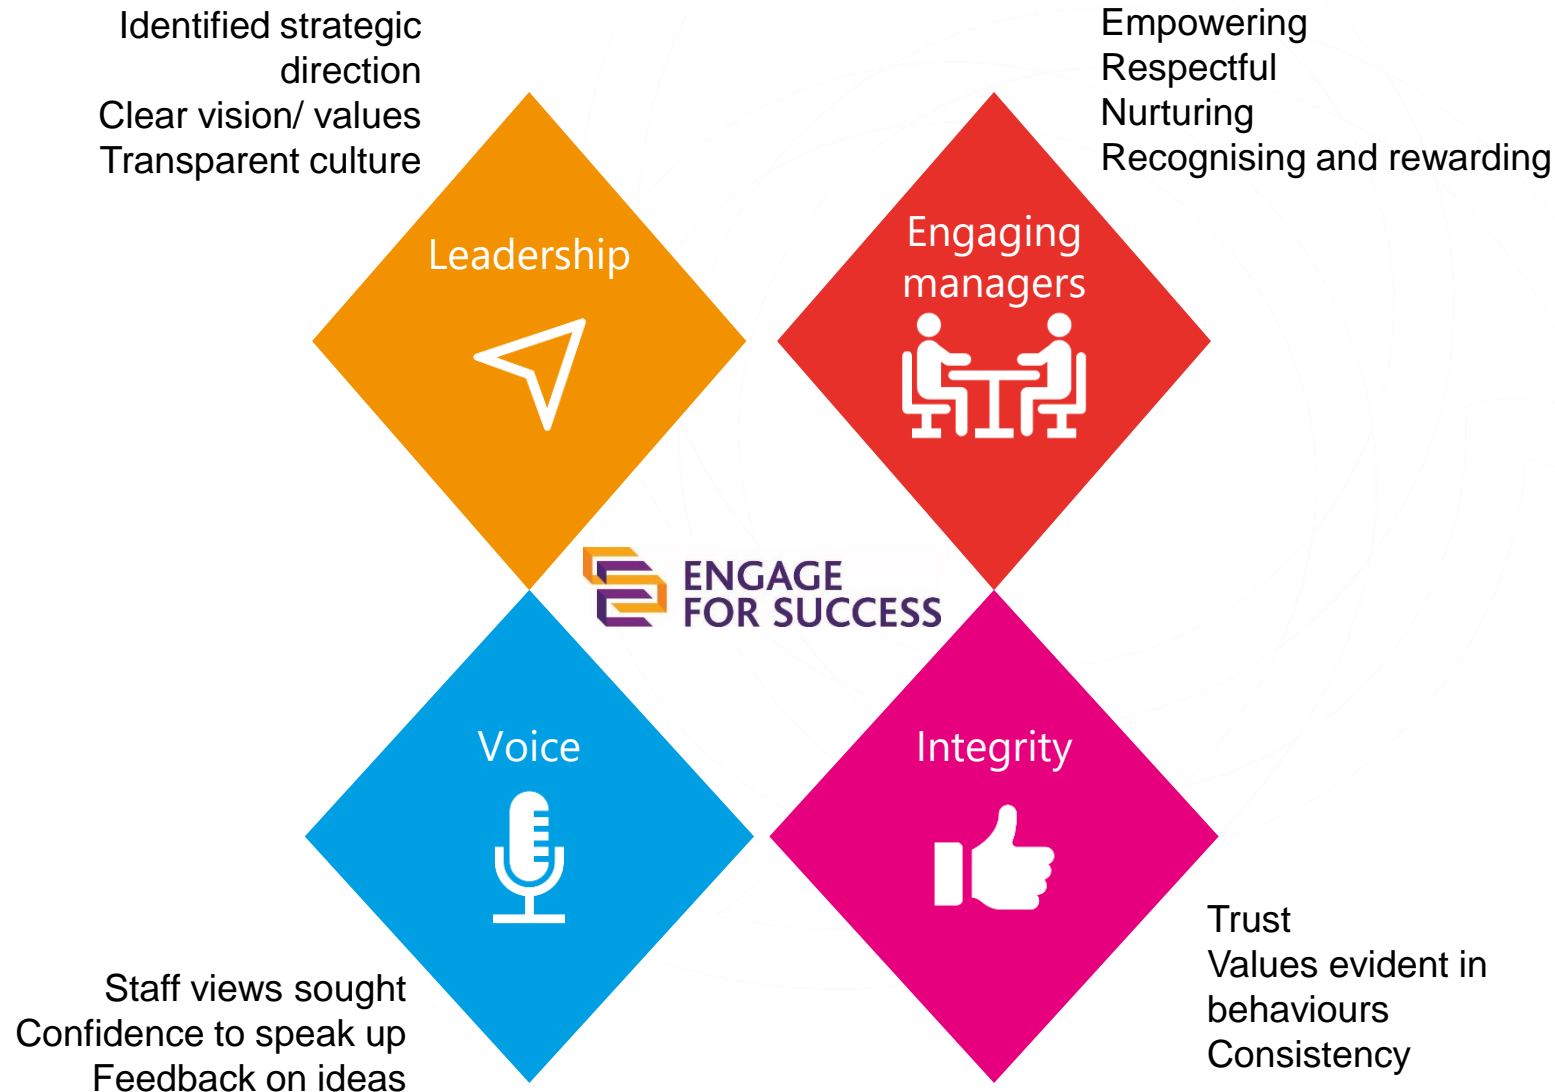 Identified strategic
direction
Clear vision/ values
Transparent culture
Empowering
Respectful
Nurturing
Recognising and rewarding
Leadership
Engaging
managers
ENGAGE
FOR SUCCESS
Voice
Integrity
Staff views sought
Confidence to speak up
Feedback on ideas
Trust
Values evident in
behaviours
Consistency